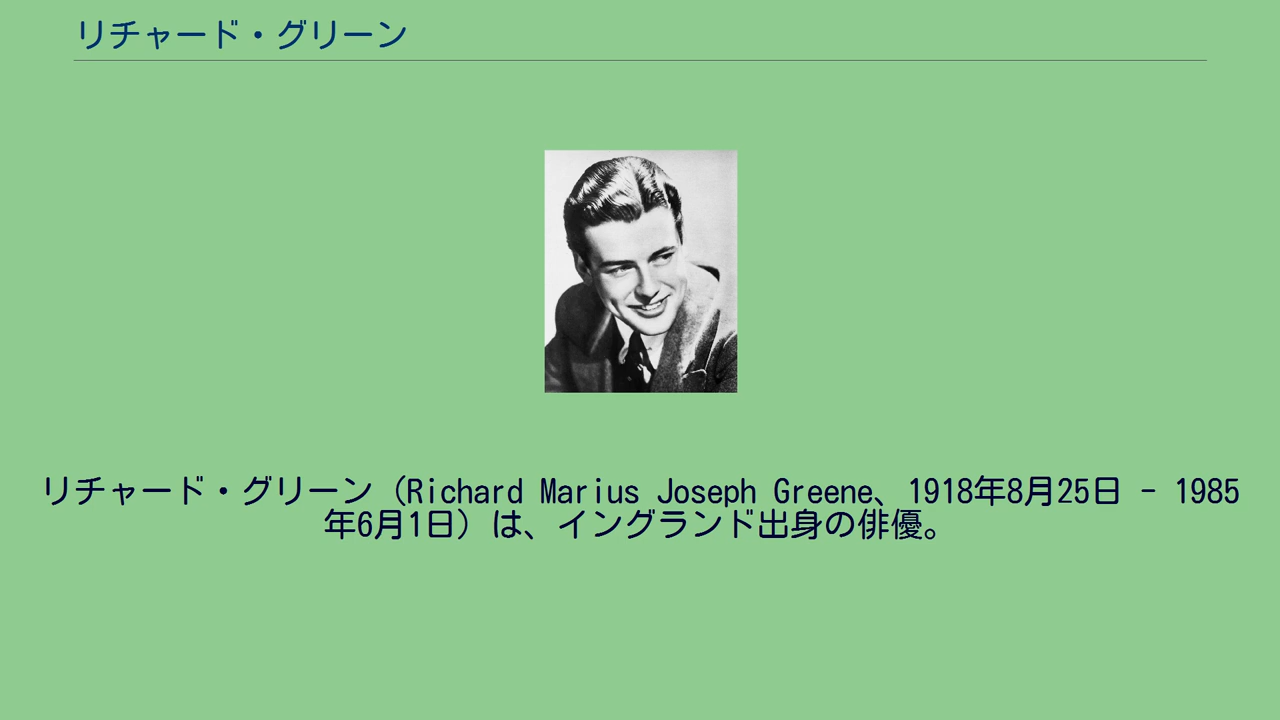 リチャード・グリーン
リチャード・グリーン（Richard Marius Joseph Greene、1918年8月25日 - 1985
年6月1日）は、イングランド出身の俳優。